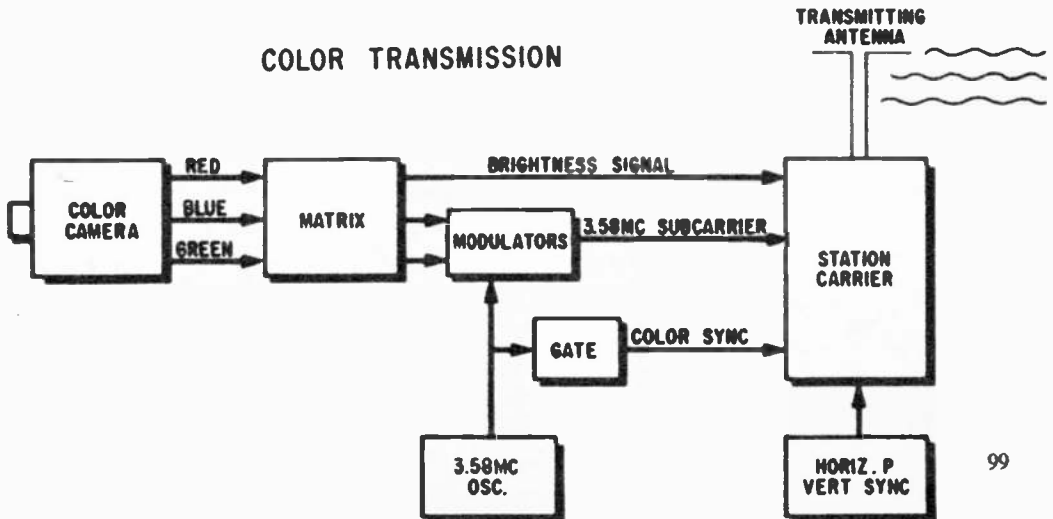 TRANSMITTING
ANTENNA
COLOR TRANSMISSION
RED
BLUE
GREEN
COLOR
CAMERA
MATRIX
BRIGHTNESS SIGNAL
MODULATORS
3.58MC SUBCARRIER
STATION
CARRIER
GATE
COLOR SYNC
3.58MC
OSC.
HORIZ. P
VERT SYNC
99